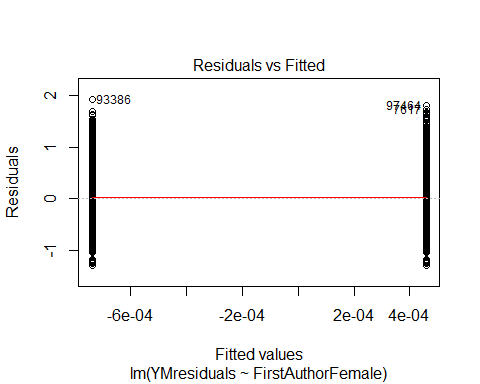 Residuals vs Fitted
Residuals
2
1
0
-1
93386
97464
7617
-6e-04
-2e-04
2e-04
4e-04
Fitted values
lm(YMresiduals ~ FirstAuthorFemale)